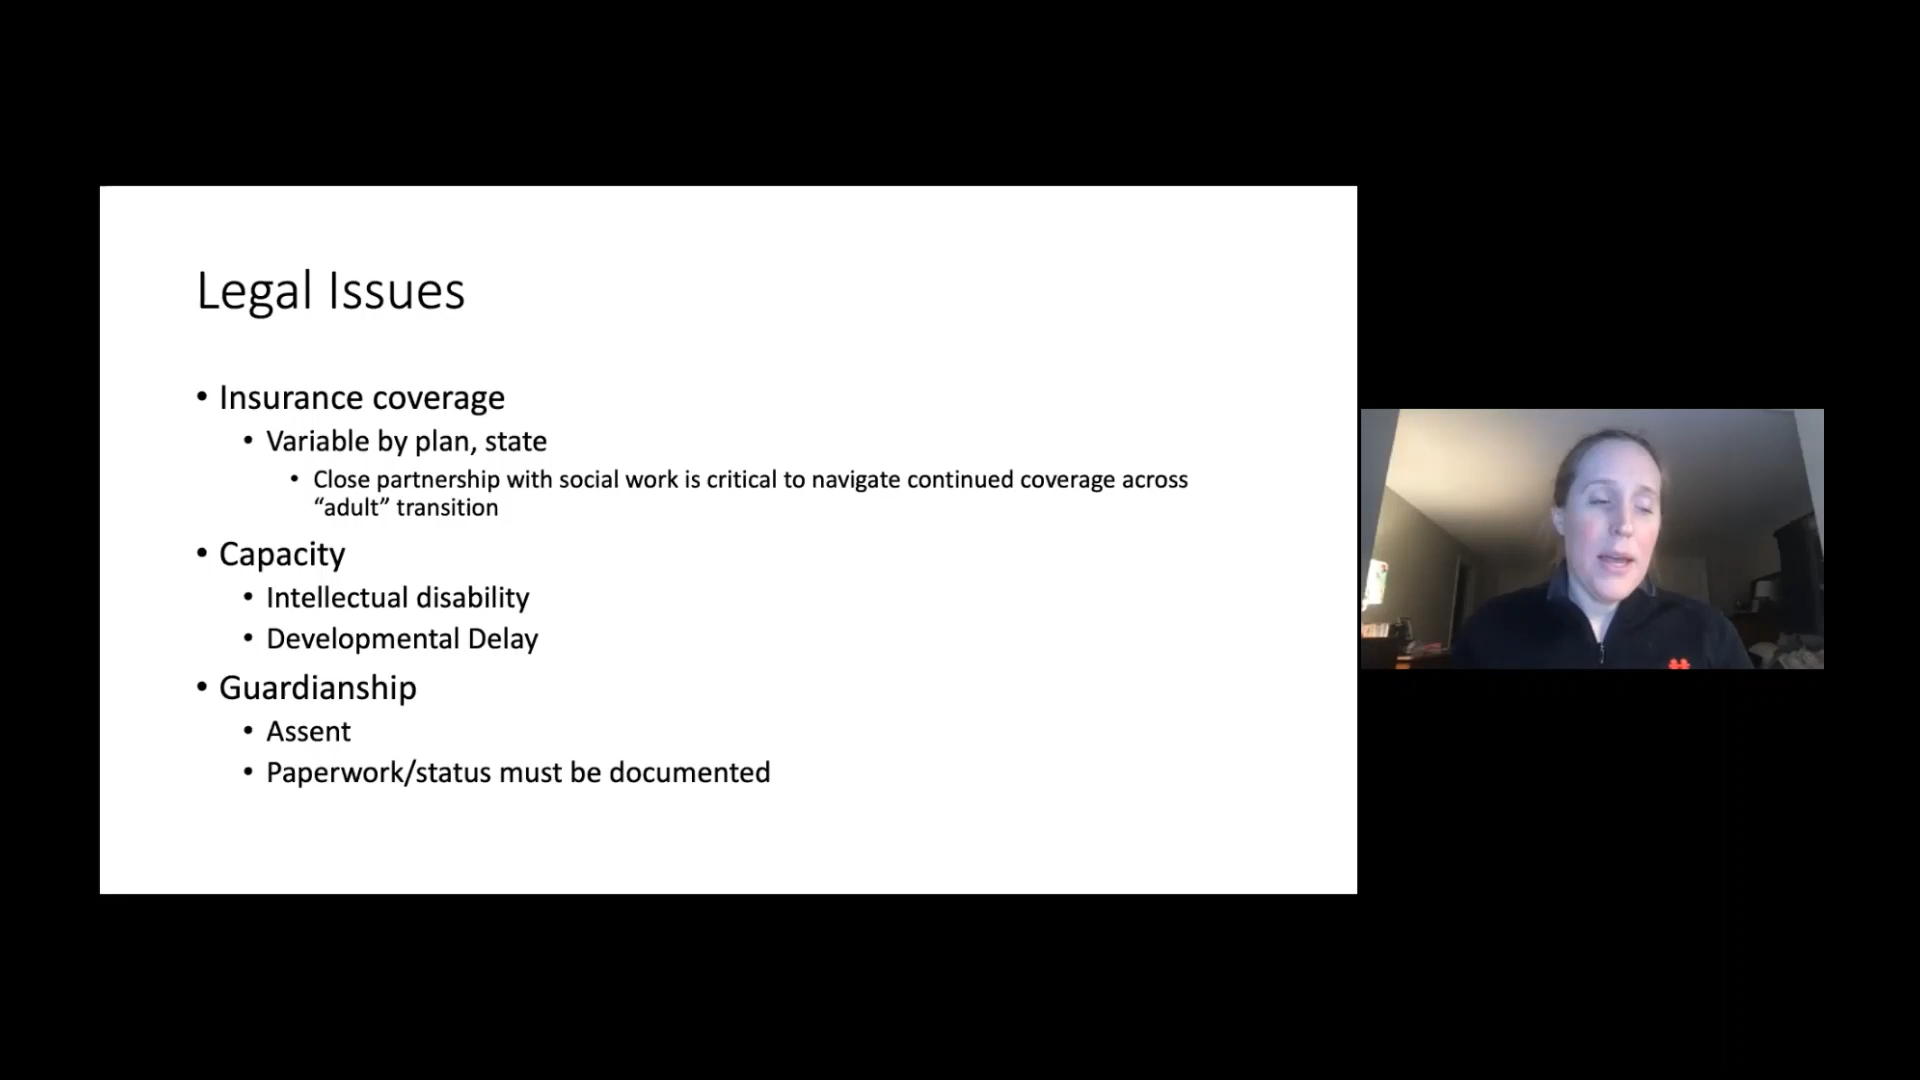 Legal Issues
• Insurance coverage
• Variable by plan, state
• Close partnership with social work is critical to navigate continued coverage across
“adult” transition
• Capacity
• Intellectual disability
• Developmental Delay
• Guardianship
• Assent
• Paperwork/status must be documented